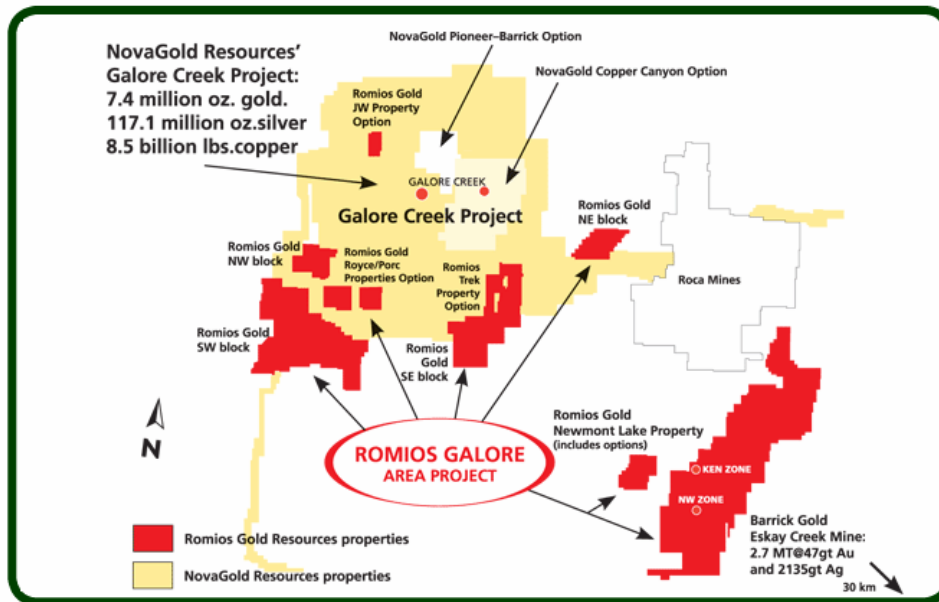 NovaGold Pioneer–Barrick Option
NovaGold Resources'
Galore Creek Project:
7.4 million oz. gold.
117.1 million oz.silver
8.5 billion lbs.copper
NovaGold Copper Canyon Option
Romios Gold
JW Property
Option
GALORE CREEK
Galore Creek Project
Romios Gold
NE block
Romios Gold
NW block
Romios Gold
Royce/Porc
Properties Option
Romios
Trek
Property
Option
Roca Mines
Romios Gold
SW block
Romios
Gold
SE block
N
ROMIOS GALORE
AREA PROJECT
Romios Gold
Newmont Lake Property
(includes options)
KEN ZONE
NW ZONE
Barrick Gold
Eskay Creek Mine:
2.7 MT@47gt Au
and 2135gt Ag
30 km
Romios Gold Resources properties
NovaGold Resources properties